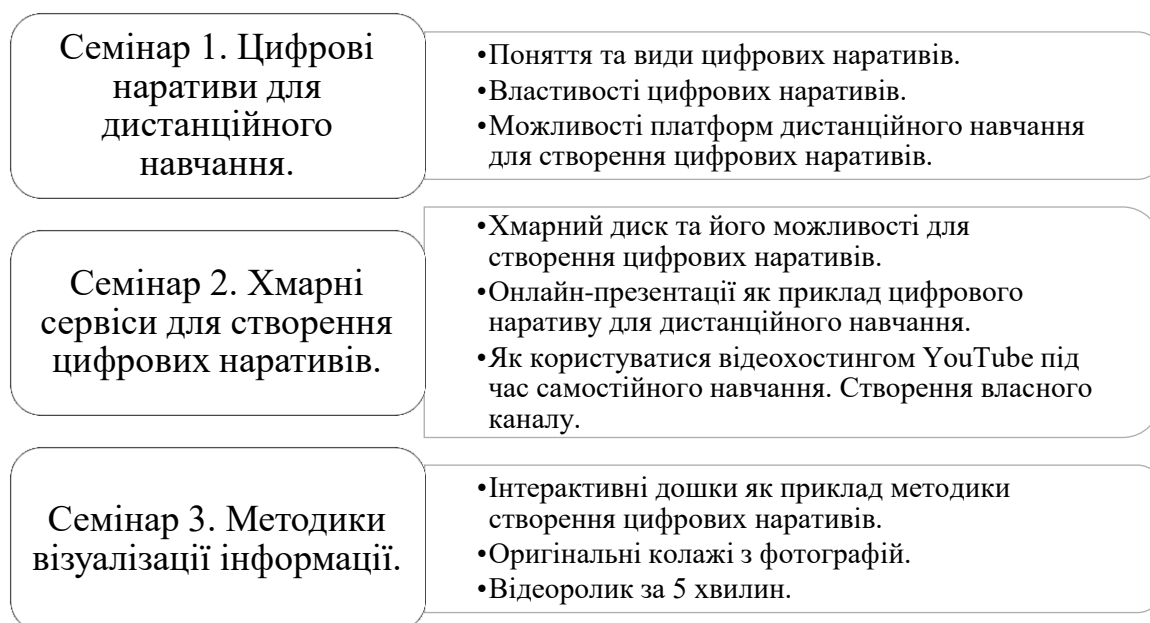 Семінар 1. Цифрові
наративи для
дистанційного
навчання.
•Поняття та види цифрових наративів.
•Властивості цифрових наративів.
•Можливості платформ дистанційного навчання
для створення цифрових наративів.
Семінар 2. Хмарні
сервіси для створення
цифрових наративів.
•Хмарний диск та його можливості для
створення цифрових наративів.
•Онлайн-презентації як приклад цифрового
наративу для дистанційного навчання.
•Як користуватися відеохостингом YouTube під
час самостійного навчання. Створення власного
каналу.
Семінар 3. Методики
візуалізації інформації.
•Інтерактивні дошки як приклад методики
створення цифрових наративів.
•Оригінальні колажі з фотографій.
•Відеоролик за 5 хвилин.